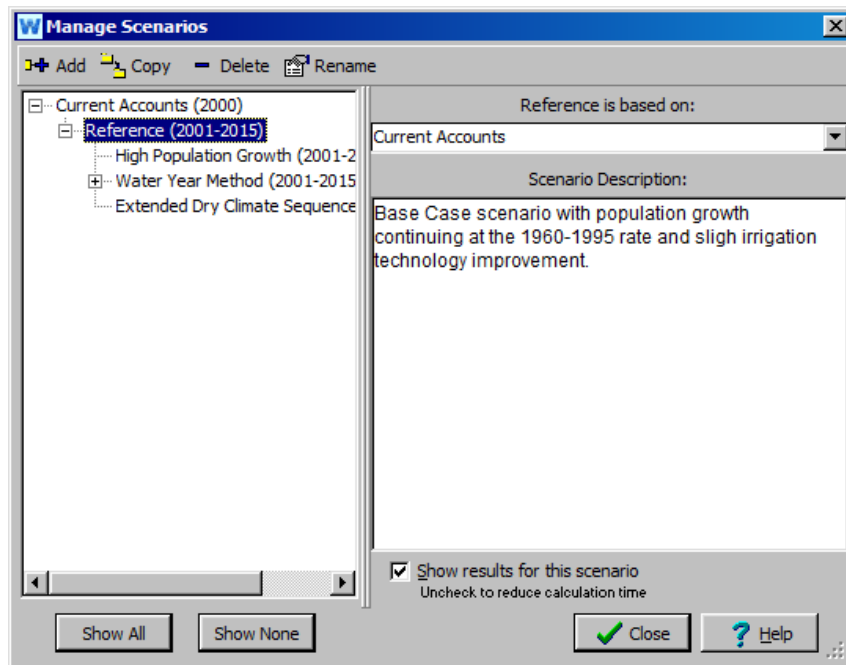 Manage Scenarios
Add Copy Delete Rename
Current Accounts (2000)
Reference (2001-2015)
High Population Growth (2001-2
Water Year Method (2001-2015
Extended Dry Climate Sequence
Reference is based on:
Current Accounts
Scenario Description:
Base Case scenario with population growth
continuing at the 1960-1995 rate and sligh irrigation
technology improvement.
Show results for this scenario
Uncheck to reduce calculation time
Show All Show None Close Help